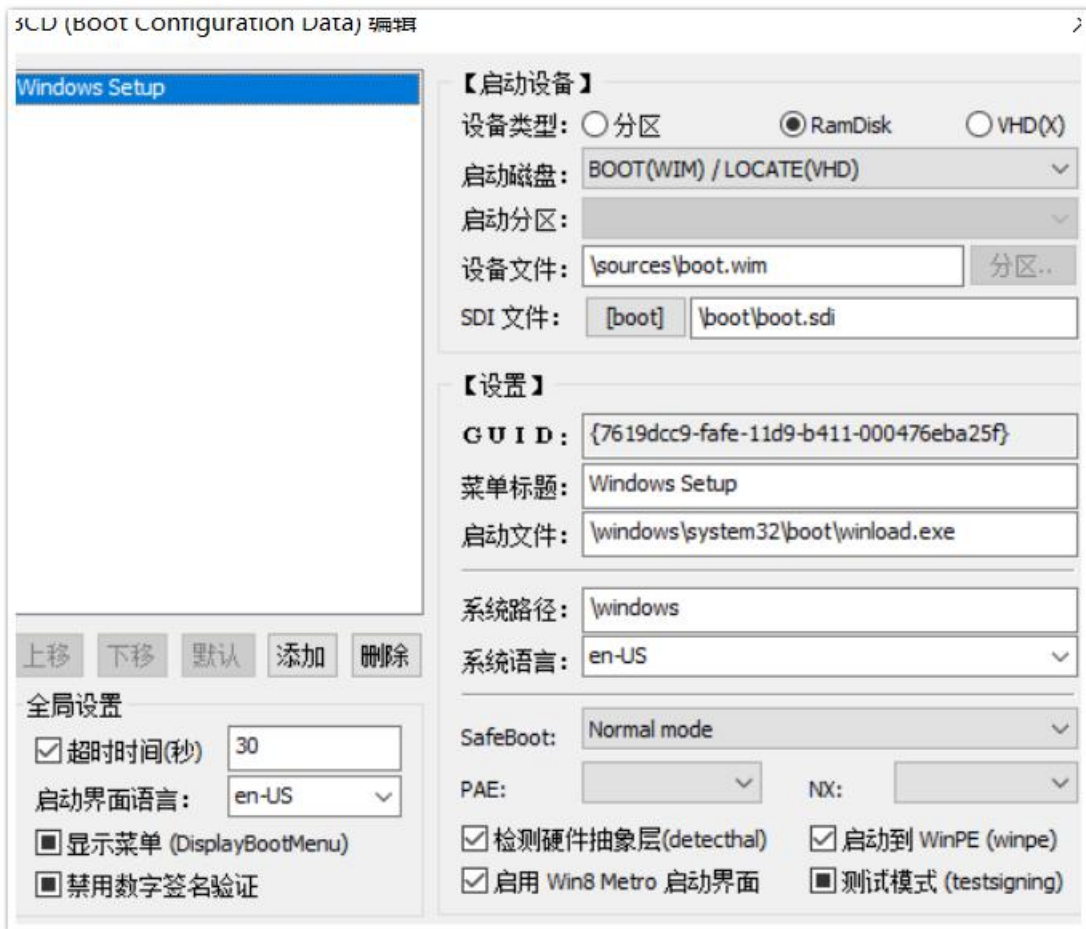 BCD (Boot Configuration Data) 编辑
Windows Setup
上移 下移 默认 添加 删除
全局设置
超时时间(秒) 30
启动界面语言: en-US
显示菜单 (DisplayBootMenu)
禁用数字签名验证
【启动设备】
设备类型: 分区 RamDisk VHD(X)
启动磁盘: BOOT(WIM) / LOCATE(VHD)
启动分区:
设备文件: \sources\boot.wim 分区..
SDI 文件: [boot] \boot\boot.sdi
【设置】
GUID: {7619dcc9-fafe-11d9-b411-000476eba25f}
菜单标题: Windows Setup
启动文件: \windows\system32\boot\winload.exe
系统路径: \windows
系统语言: en-US
SafeBoot: Normal mode
PAE: NX:
检测硬件抽象层(detecthal) 启动到 WinPE (winpe)
启用 Win8 Metro 启动界面 测试模式 (testsigning)